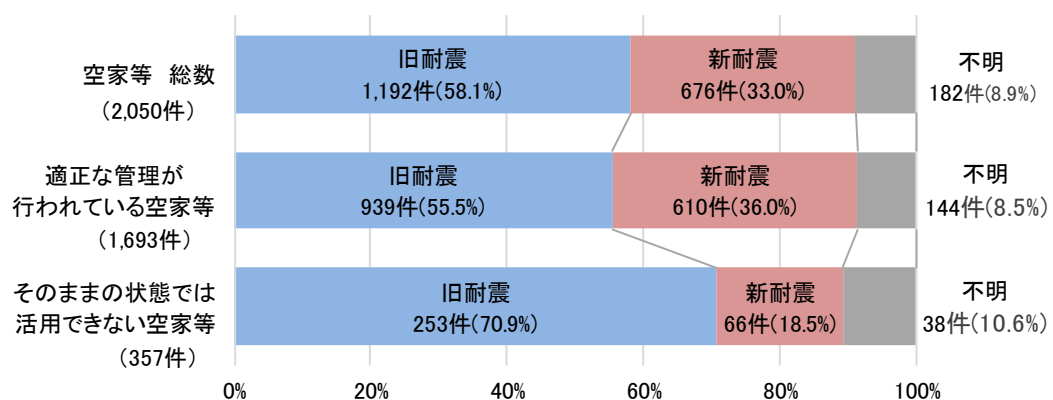 空家等　総数
（2,050件）
旧耐震
1,192件(58.1%)
新耐震
676件(33.0%)
不明
182件(8.9%)
適正な管理が
行われている空家等
（1,693件）
旧耐震
939件(55.5%)
新耐震
610件(36.0%)
不明
144件(8.5%)
そのままの状態では
活用できない空家等
（357件）
旧耐震
253件(70.9%)
新耐震
66件(18.5%)
不明
38件(10.6%)
0% 20% 40% 60% 80% 100%